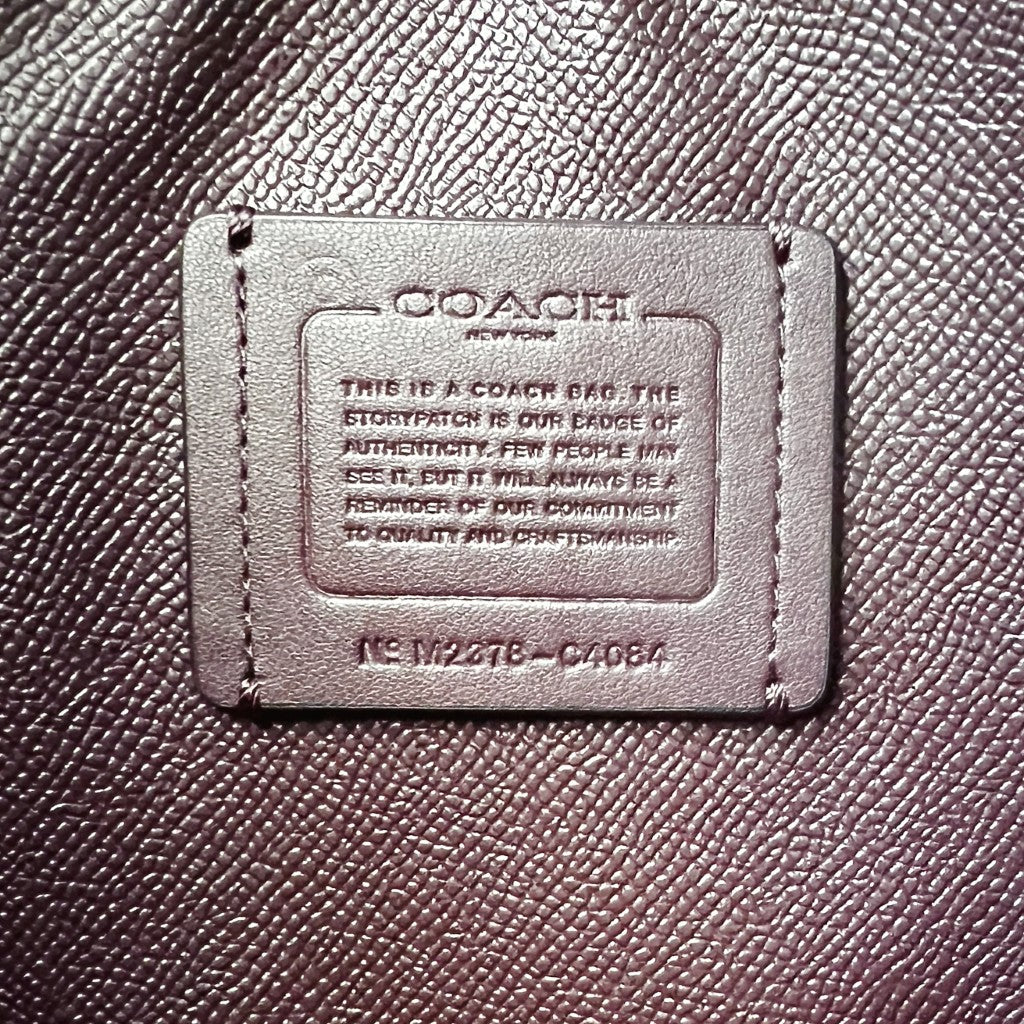 COACH
NEW YORK
THIS IS A COACH BAG. THE
STORYPATCH IS OUR BADGE OF
AUTHENTICITY. FEW PEOPLE MAY
SEE IT, BUT IT WILL ALWAYS BE A
REMINDER OF OUR COMMITMENT
TO QUALITY AND CRAFTSMANSHIP.
Nº M2378-C4084